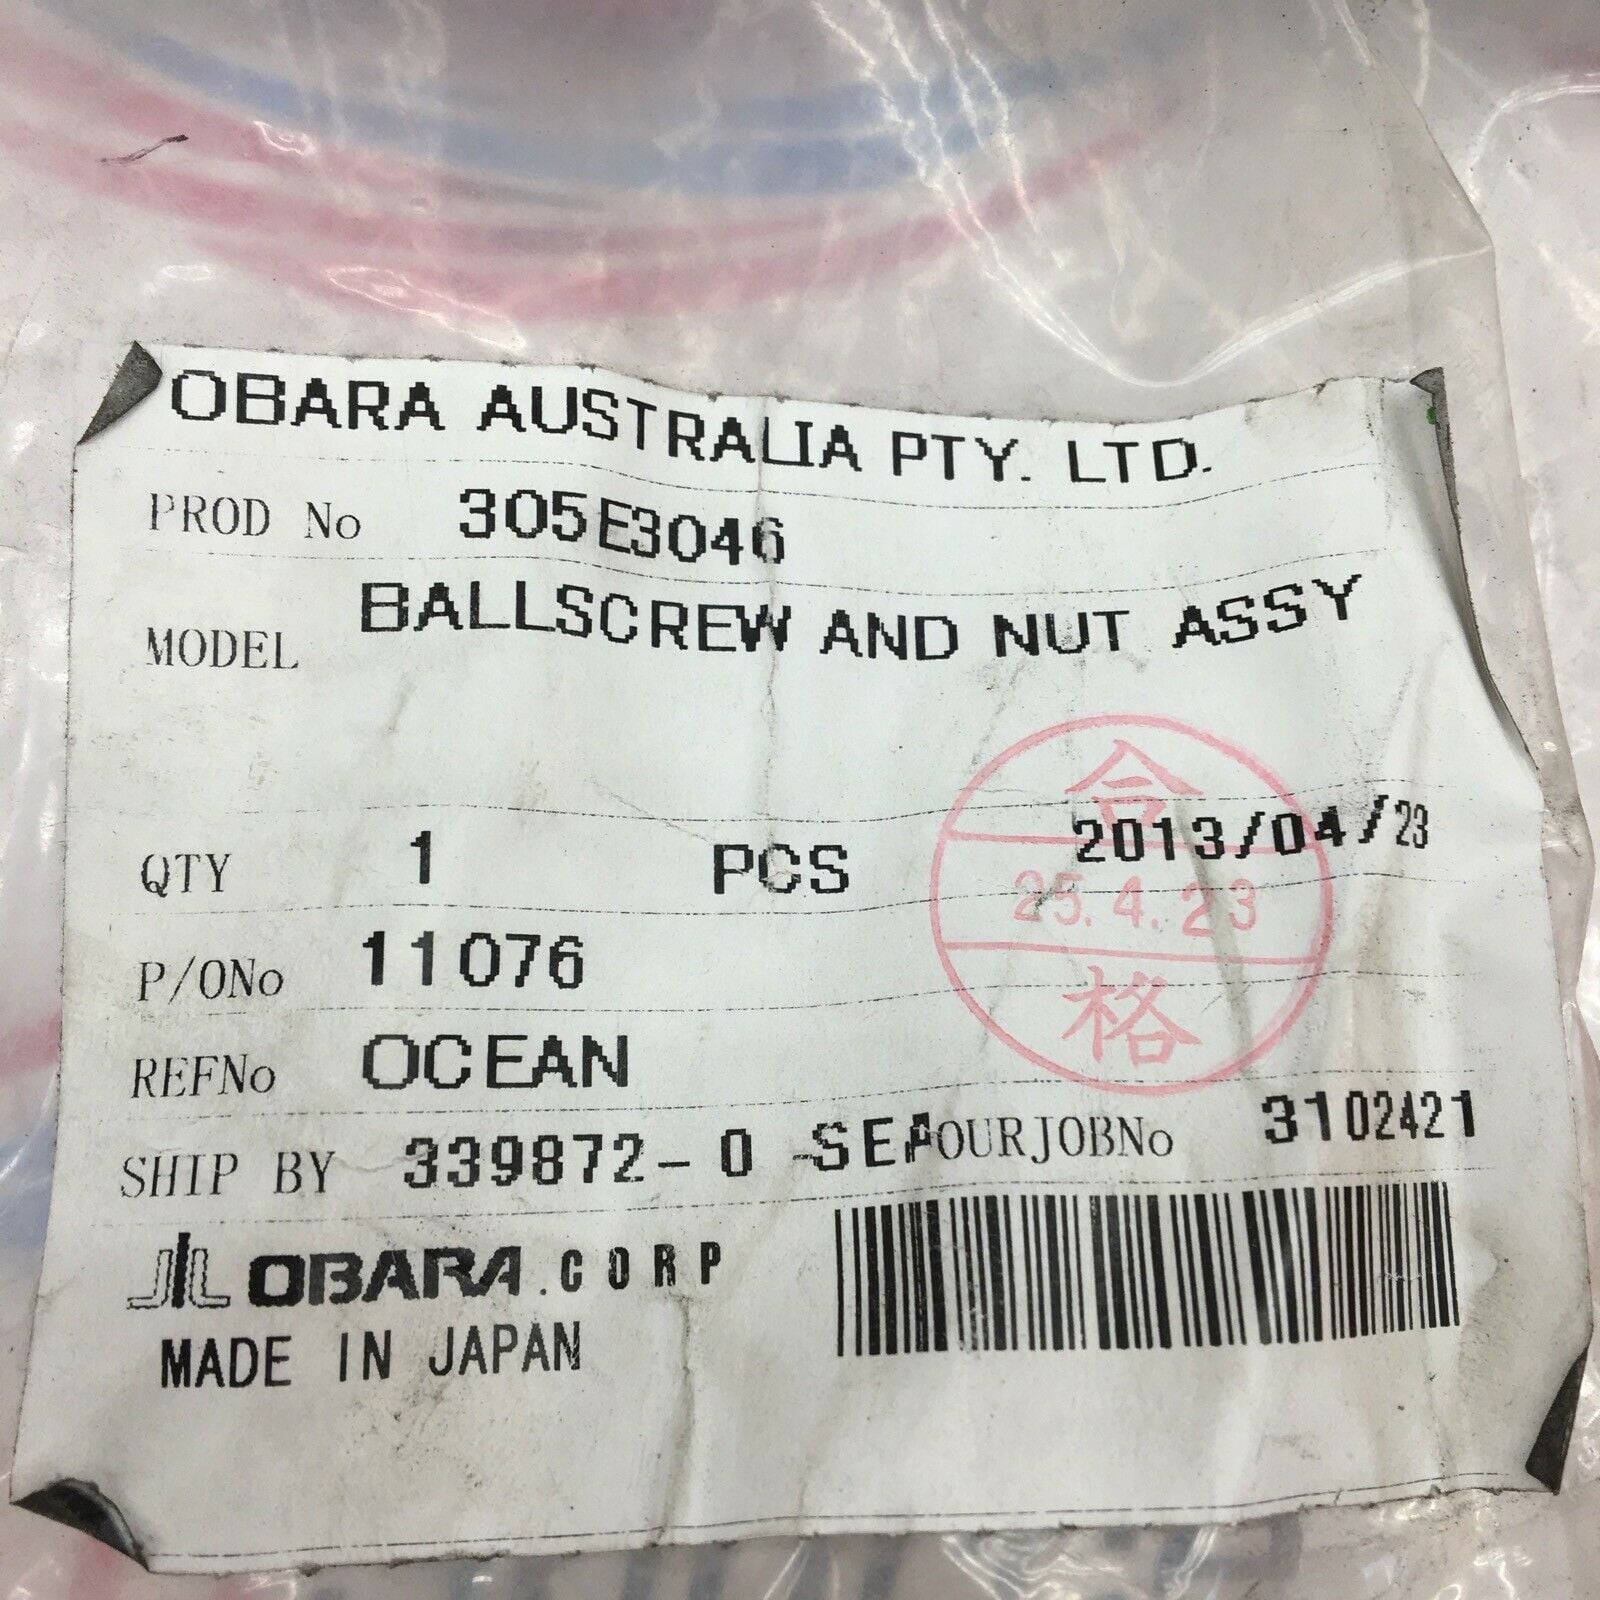 OBARA AUSTRALIA PTY. LTD.
PROD No 305E3046
MODEL BALLSCREW AND NUT ASSY
QTY 1 PCS 2013/04/23
合
25.4.23
格
P/ONo 11076
REFNo OCEAN
SHIP BY 339872-0 -SEA OURJOBNo 3102421
OBARA.CORP
MADE IN JAPAN